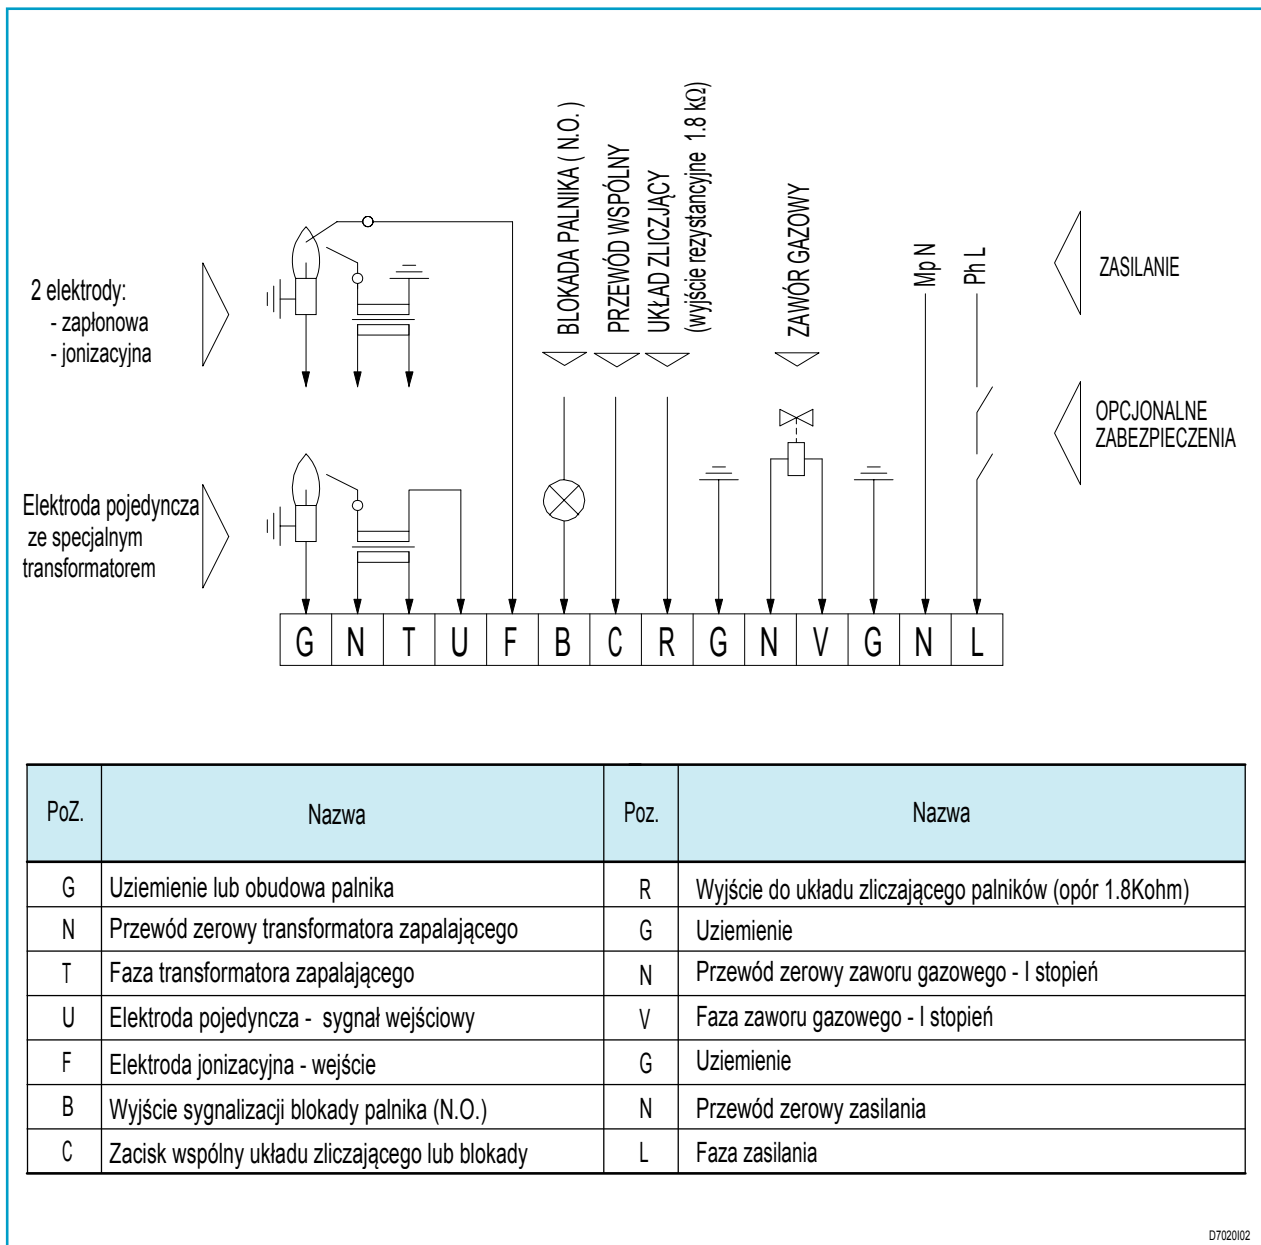 BLOKADA PALNIKA ( N.O. )
PRZEWÓD WSPÓLNY
UKŁAD ZLICZJĄCY
(wyjście rezystancyjne 1.8 kΩ)
ZAWÓR GAZOWY
Mp N
Ph L
ZASILANIE
2 elektrody:
- zapłonowa
- jonizacyjna
OPCJONALNE
ZABEZPIECZENIA
Elektroda pojedyncza
ze specjalnym
transformatorem
G N T U F B C R G N V G N L
PoZ. Nazwa Poz. Nazwa
G Uziemienie lub obudowa palnika R Wyjście do układu zliczającego palników (opór 1.8Kohm)
N Przewód zerowy transformatora zapalającego G Uziemienie
T Faza transformatora zapalającego N Przewód zerowy zaworu gazowego - I stopień
U Elektroda pojedyncza - sygnał wejściowy V Faza zaworu gazowego - I stopień
F Elektroda jonizacyjna - wejście G Uziemienie
B Wyjście sygnalizacji blokady palnika (N.O.) N Przewód zerowy zasilania
C Zacisk wspólny układu zliczającego lub blokady L Faza zasilania
D7020I02